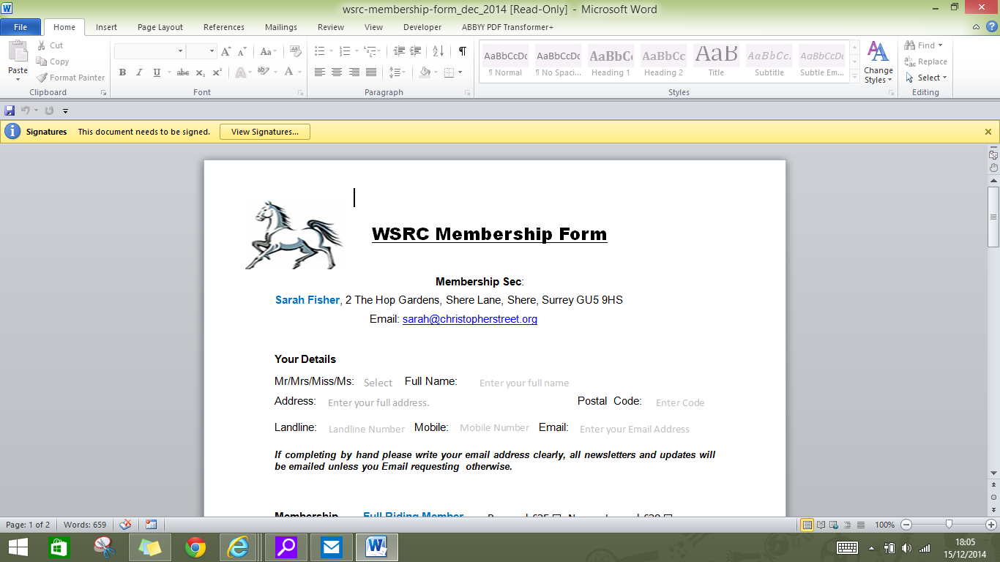 wsrc-membership-form_dec_2014 [Read-Only] - Microsoft Word
File Home Insert Page Layout References Mailings Review View Developer ABBYY PDF Transformer+
Paste
Cut
Copy
Format Painter
Clipboard
Font
Paragraph
AaBbCcDc AaBbCcDc AaBbC AaBbCc AaB AaBbCc. AaBbCcDc
¶ Normal ¶ No Spaci... Heading 1 Heading 2 Title Subtitle Subtle Em...
Change
Styles
Styles
Find
Replace
Select
Editing
Signatures This document needs to be signed. View Signatures...
WSRC Membership Form
Membership Sec:
Sarah Fisher, 2 The Hop Gardens, Shere Lane, Shere, Surrey GU5 9HS
Email: sarah@christopherstreet.org
Your Details
Mr/Mrs/Miss/Ms: Select Full Name: Enter your full name
Address: Enter your full address. Postal Code: Enter Code
Landline: Landline Number Mobile: Mobile Number Email: Enter your Email Address
If completing by hand please write your email address clearly, all newsletters and updates will
be emailed unless you Email requesting otherwise.
Membership Full Riding Member
Page: 1 of 2 Words: 659 100%
18:05
15/12/2014